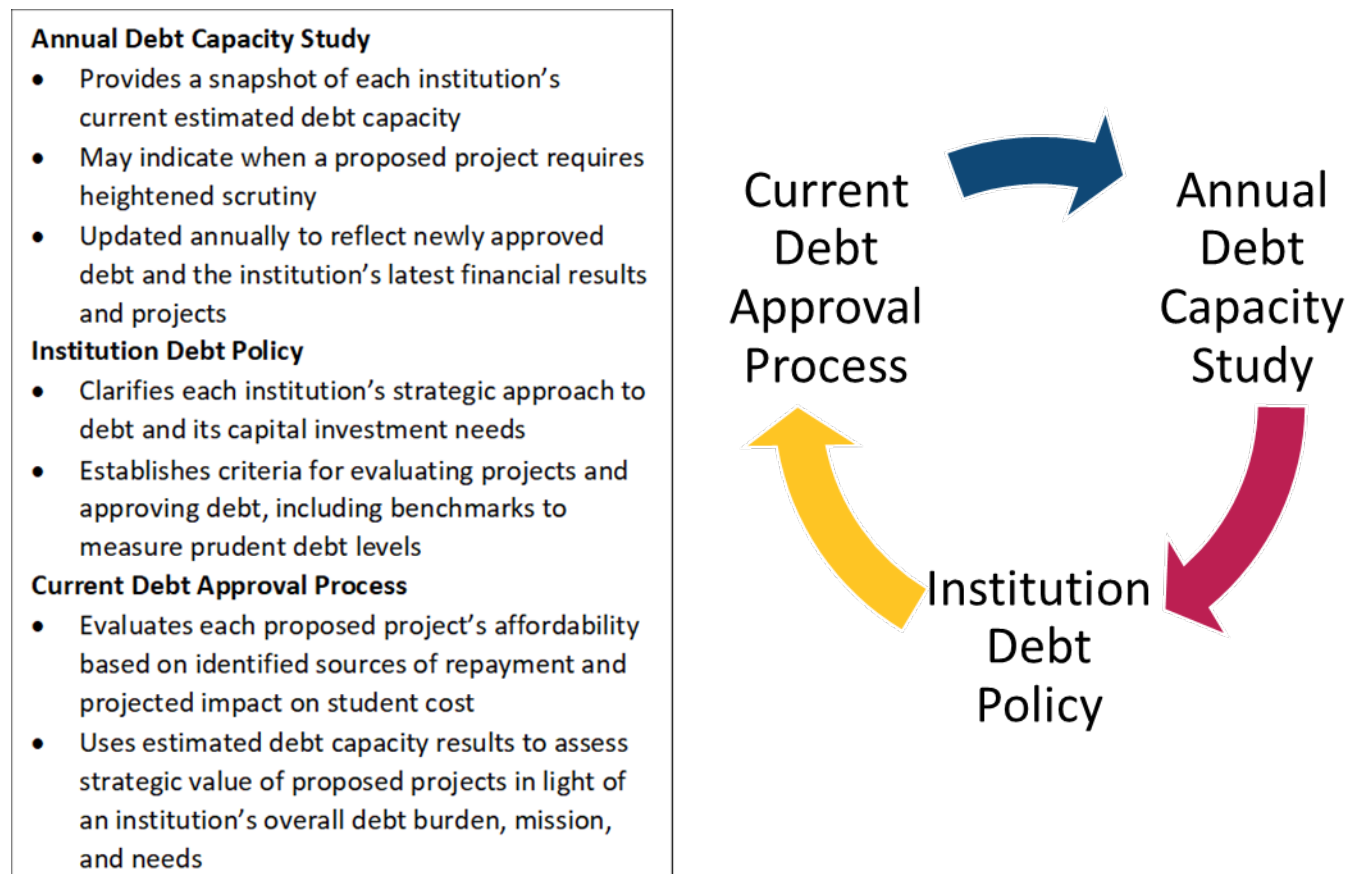 Annual Debt Capacity Study
• Provides a snapshot of each institution’s
current estimated debt capacity
• May indicate when a proposed project requires
heightened scrutiny
• Updated annually to reflect newly approved
debt and the institution’s latest financial results
and projects
Institution Debt Policy
• Clarifies each institution’s strategic approach to
debt and its capital investment needs
• Establishes criteria for evaluating projects and
approving debt, including benchmarks to
measure prudent debt levels
Current Debt Approval Process
• Evaluates each proposed project’s affordability
based on identified sources of repayment and
projected impact on student cost
• Uses estimated debt capacity results to assess
strategic value of proposed projects in light of
an institution’s overall debt burden, mission,
and needs
Current
Debt
Approval
Process
Annual
Debt
Capacity
Study
Institution
Debt
Policy